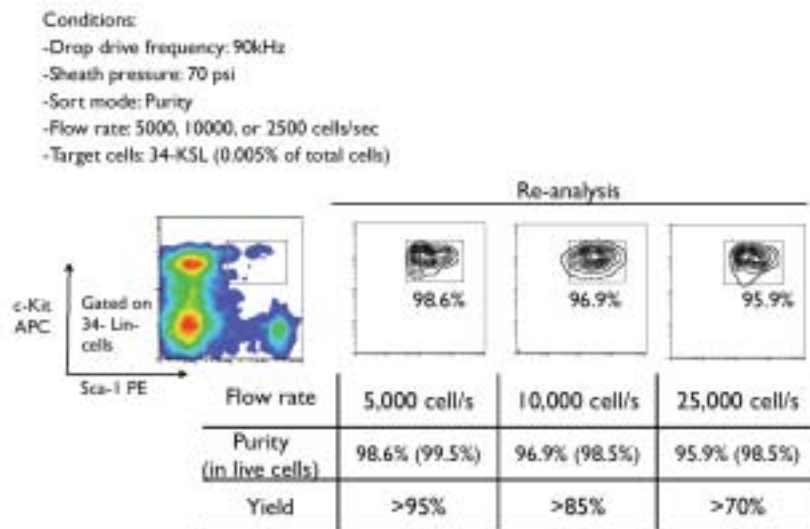 Conditions:
-Drop drive frequency: 90kHz
-Sheath pressure: 70 psi
-Sort mode: Purity
-Flow rate: 5000, 10000, or 2500 cells/sec
-Target cells: 34-KSL (0.005% of total cells)
Re-analysis
98.6%
96.9%
95.9%
c-Kit
APC
Gated on
34- Lin-
cells
Sca-1 PE
Flow rate
5,000 cell/s
10,000 cell/s
25,000 cell/s
Purity
(in live cells)
98.6% (99.5%)
96.9% (98.5%)
95.9% (98.5%)
Yield
>95%
>85%
>70%